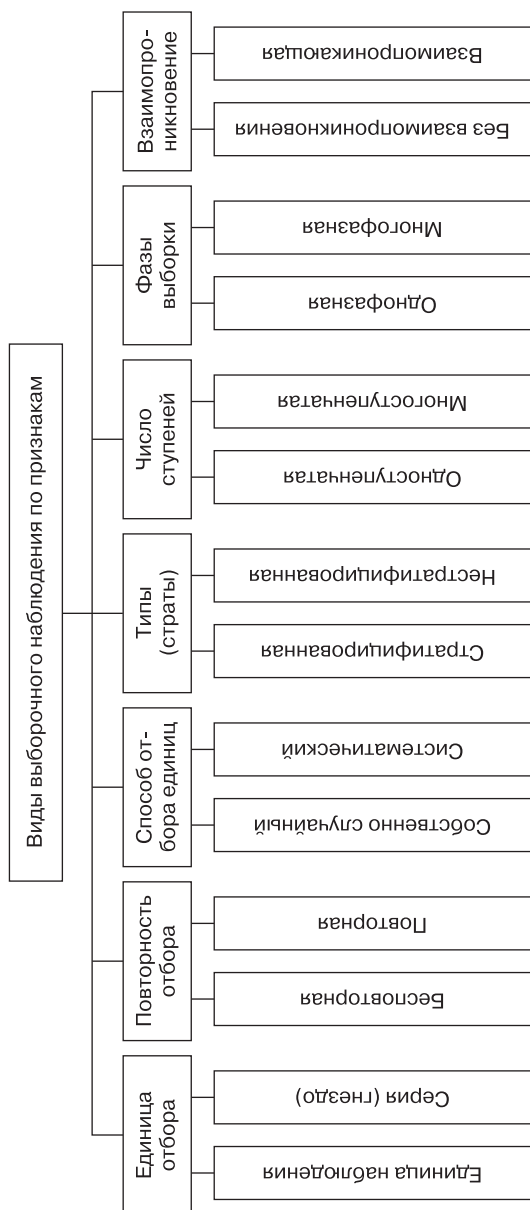 Виды выборочного наблюдения по признакам
Единица
отбора
Единица наблюдения
Серия (гнездо)
Повторность
отбора
Бесповторная
Повторная
Способ от-
бора единиц
Собственно случайный
Систематический
Типы
(страты)
Стратифицированная
Нестратифицированная
Число
ступеней
Одноступенчатая
Многоступенчатая
Фазы
выборки
Однофазная
Многофазная
Взаимопро-
никновение
Без взаимопроникновения
Взаимопроникающая